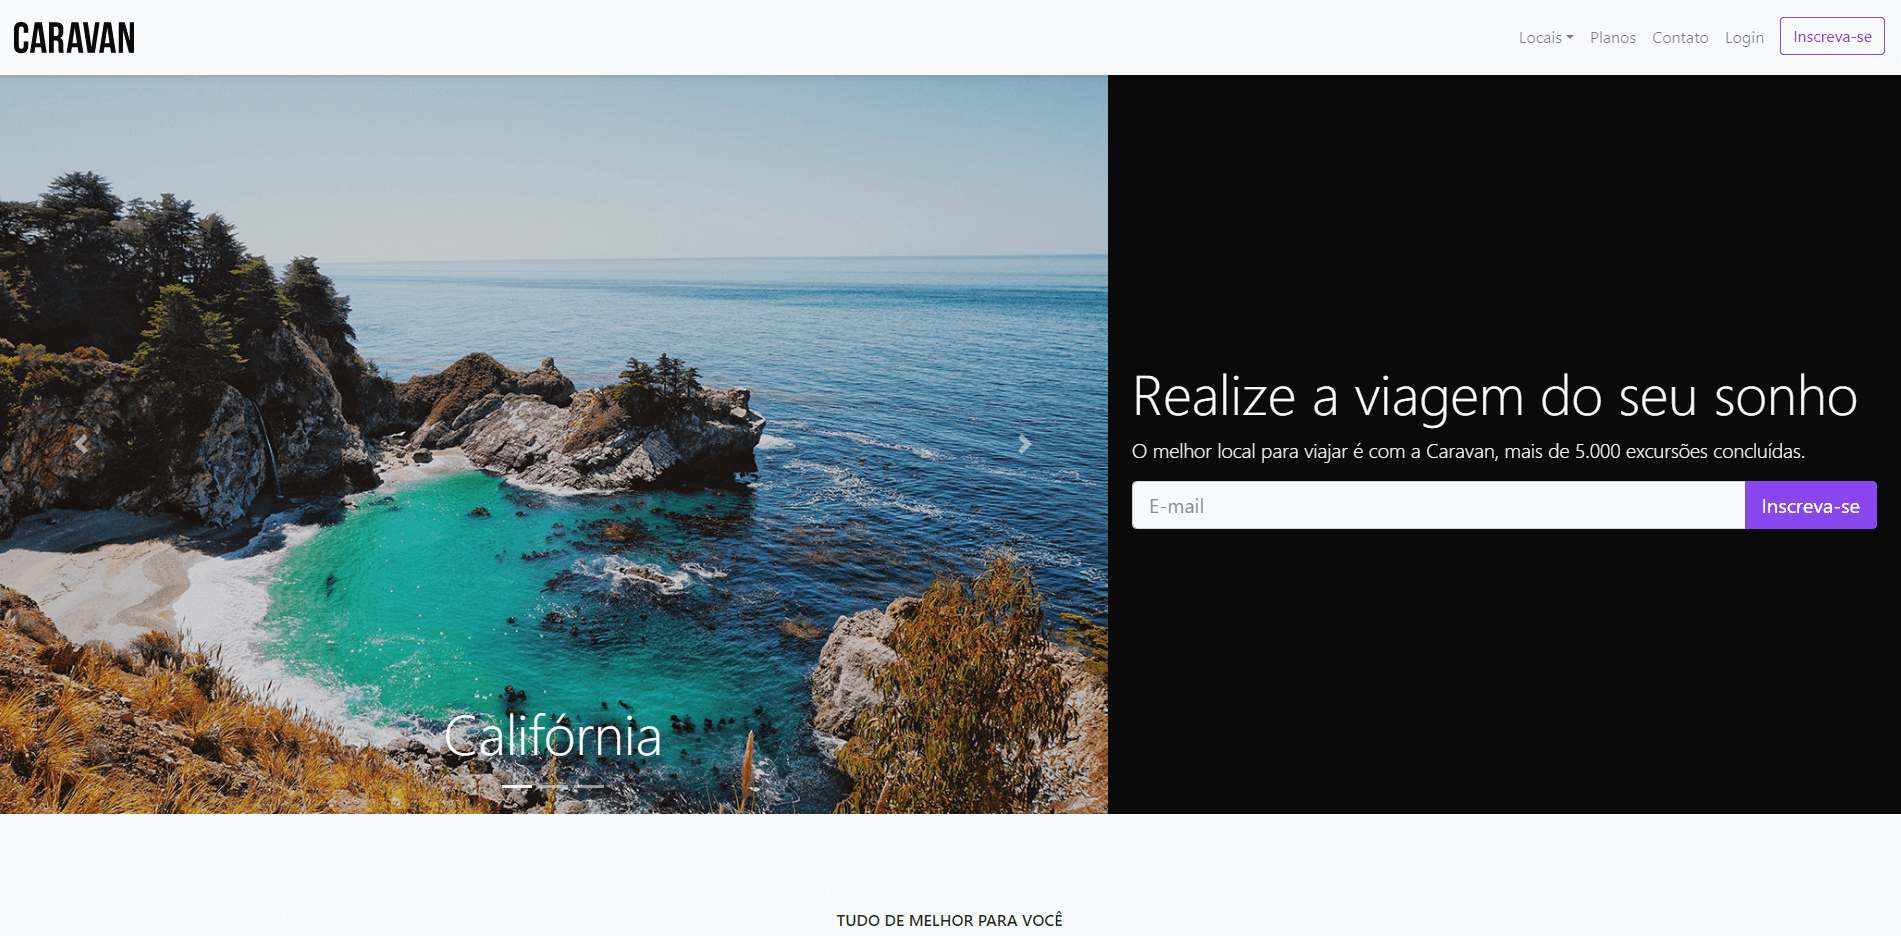 CARAVAN
Locais Planos Contato Login Inscreva-se
Realize a viagem do seu sonho
O melhor local para viajar é com a Caravan, mais de 5.000 excursões concluídas.
E-mail Inscreva-se
Califórnia
TUDO DE MELHOR PARA VOCÊ